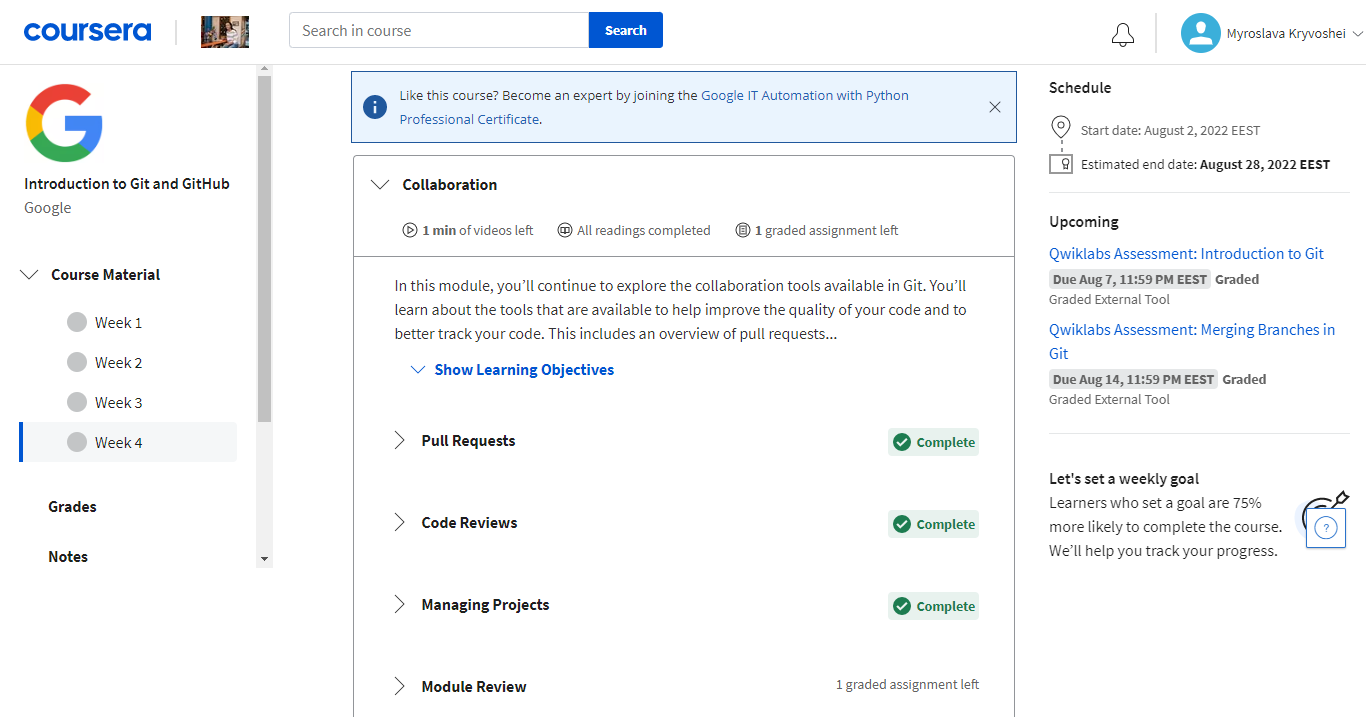 coursera
Search in course
Search
Myroslava Kryvoshei
Introduction to Git and GitHub
Google
Course Material
Week 1
Week 2
Week 3
Week 4
Grades
Notes
Like this course? Become an expert by joining the Google IT Automation with Python
Professional Certificate.
Collaboration
1 min of videos left
All readings completed
1 graded assignment left
In this module, you’ll continue to explore the collaboration tools available in Git. You’ll
learn about the tools that are available to help improve the quality of your code and to
better track your code. This includes an overview of pull requests...
Show Learning Objectives
Pull Requests
Complete
Code Reviews
Complete
Managing Projects
Complete
Module Review
1 graded assignment left
Schedule
Start date: August 2, 2022 EEST
Estimated end date: August 28, 2022 EEST
Upcoming
Qwiklabs Assessment: Introduction to Git
Due Aug 7, 11:59 PM EEST Graded
Graded External Tool
Qwiklabs Assessment: Merging Branches in
Git
Due Aug 14, 11:59 PM EEST Graded
Graded External Tool
Let's set a weekly goal
Learners who set a goal are 75%
more likely to complete the course.
We’ll help you track your progress.